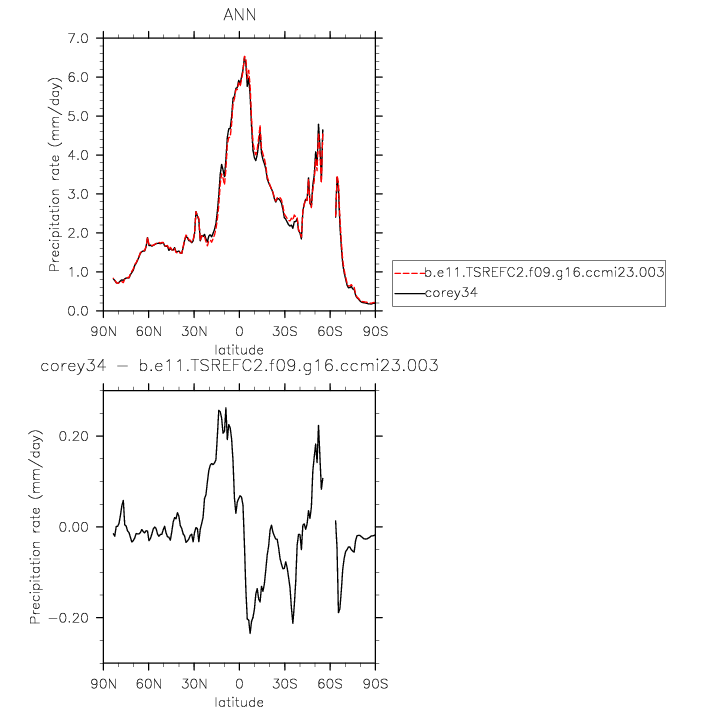 ANN
Precipitation rate (mm/day)
7.0
6.0
5.0
4.0
3.0
2.0
1.0
0.0
90N 60N 30N 0 30S 60S 90S
latitude
b.e11.TSREFC2.f09.g16.ccmi23.003
corey34
corey34 − b.e11.TSREFC2.f09.g16.ccmi23.003
Precipitation rate (mm/day)
0.20
0.00
−0.20
90N 60N 30N 0 30S 60S 90S
latitude